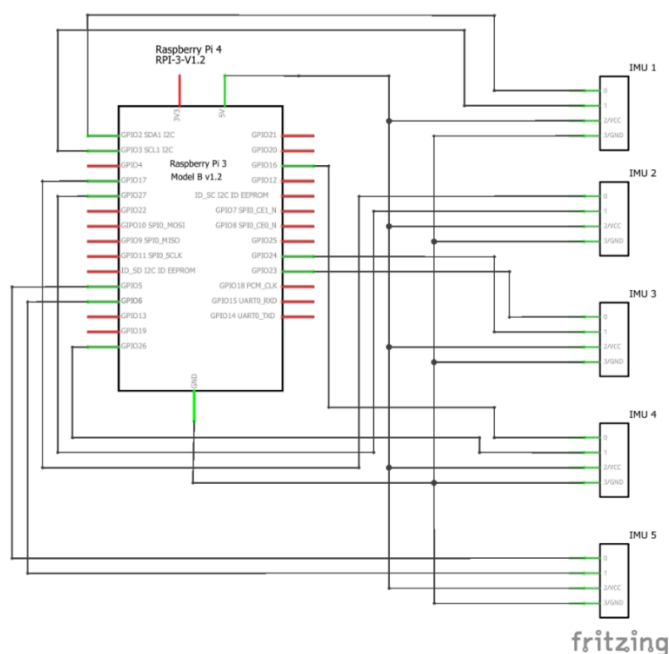 Raspberry Pi 4
RPI-3-V1.2
3V3
5V
GPIO2 SDA1 I2C
GPIO3 SCL1 I2C
GPIO4
GPIO17
GPIO27
GPIO22
GPIO10 SPI0_MOSI
GPIO9 SPI0_MISO
GPIO11 SPI0_SCLK
ID_SD I2C ID EEPROM
GPIO5
GPIO6
GPIO13
GPIO19
GPIO26
Raspberry Pi 3
Model B v1.2
GPIO21
GPIO20
GPIO16
GPIO12
ID_SC I2C ID EEPROM
GPIO7 SPI0_CE1_N
GPIO8 SPI0_CE0_N
GPIO25
GPIO24
GPIO23
GPIO18 PCM_CLK
GPIO15 UART0_RXD
GPIO14 UART0_TXD
GND
IMU 1
0
1
2/VCC
3/GND
IMU 2
0
1
2/VCC
3/GND
IMU 3
0
1
2/VCC
3/GND
IMU 4
0
1
2/VCC
3/GND
IMU 5
0
1
2/VCC
3/GND
fritzing